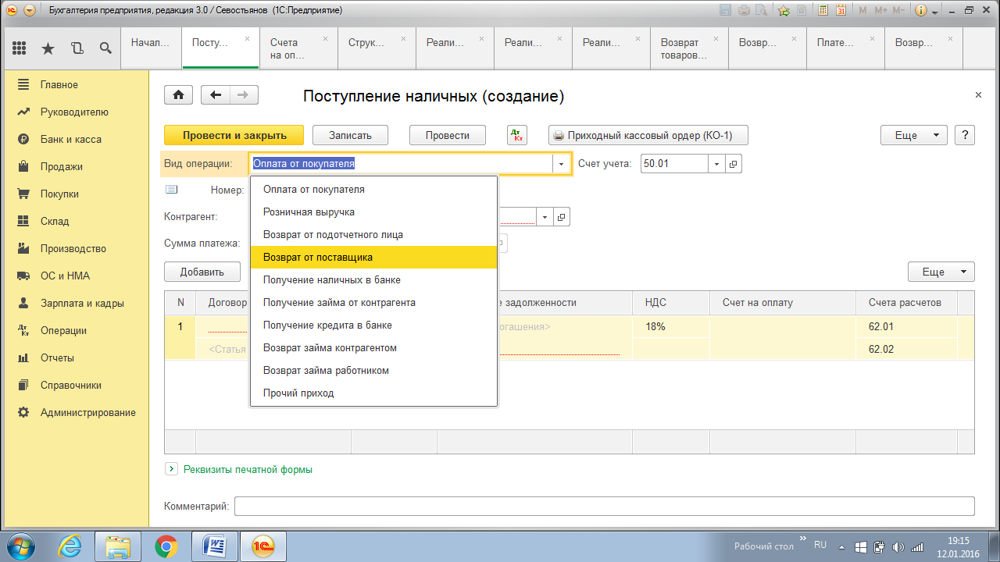 Бухгалтерия предприятия, редакция 3.0 / Севостьянов (1С:Предприятие)
M M+ M-
Начал...
Посту...
Счета
на оп...
Струк...
Реали...
Реали...
Реали...
Возврат
товаров...
Возвр...
Плате...
Возвр...
Главное
Руководителю
Банк и касса
Продажи
Покупки
Склад
Производство
ОС и НМА
Зарплата и кадры
Операции
Отчеты
Справочники
Администрирование
Поступление наличных (создание)
Провести и закрыть
Записать
Провести
Дт Кт
Приходный кассовый ордер (КО-1)
Еще
?
Вид операции:
Оплата от покупателя
Счет учета:
50.01
Номер:
Контрагент:
Сумма платежа:
Оплата от покупателя
Розничная выручка
Возврат от подотчетного лица
Возврат от поставщика
Получение наличных в банке
Получение займа от контрагента
Получение кредита в банке
Возврат займа контрагентом
Возврат займа работником
Прочий приход
Добавить
Еще
N
Договор
е задолженности
НДС
Счет на оплату
Счета расчетов
1
огашения>
18%
62.01
<Статья
62.02
Реквизиты печатной формы
Комментарий:
Рабочий стол
»
RU
19:15
12.01.2016